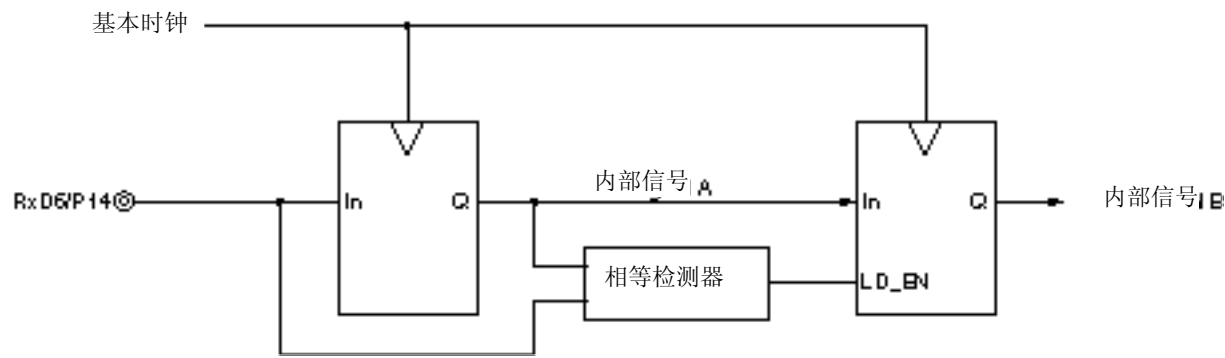 基本时钟
RxD6/P14
In
Q
内部信号 A
In
Q
内部信号 B
相等检测器
LD_EN